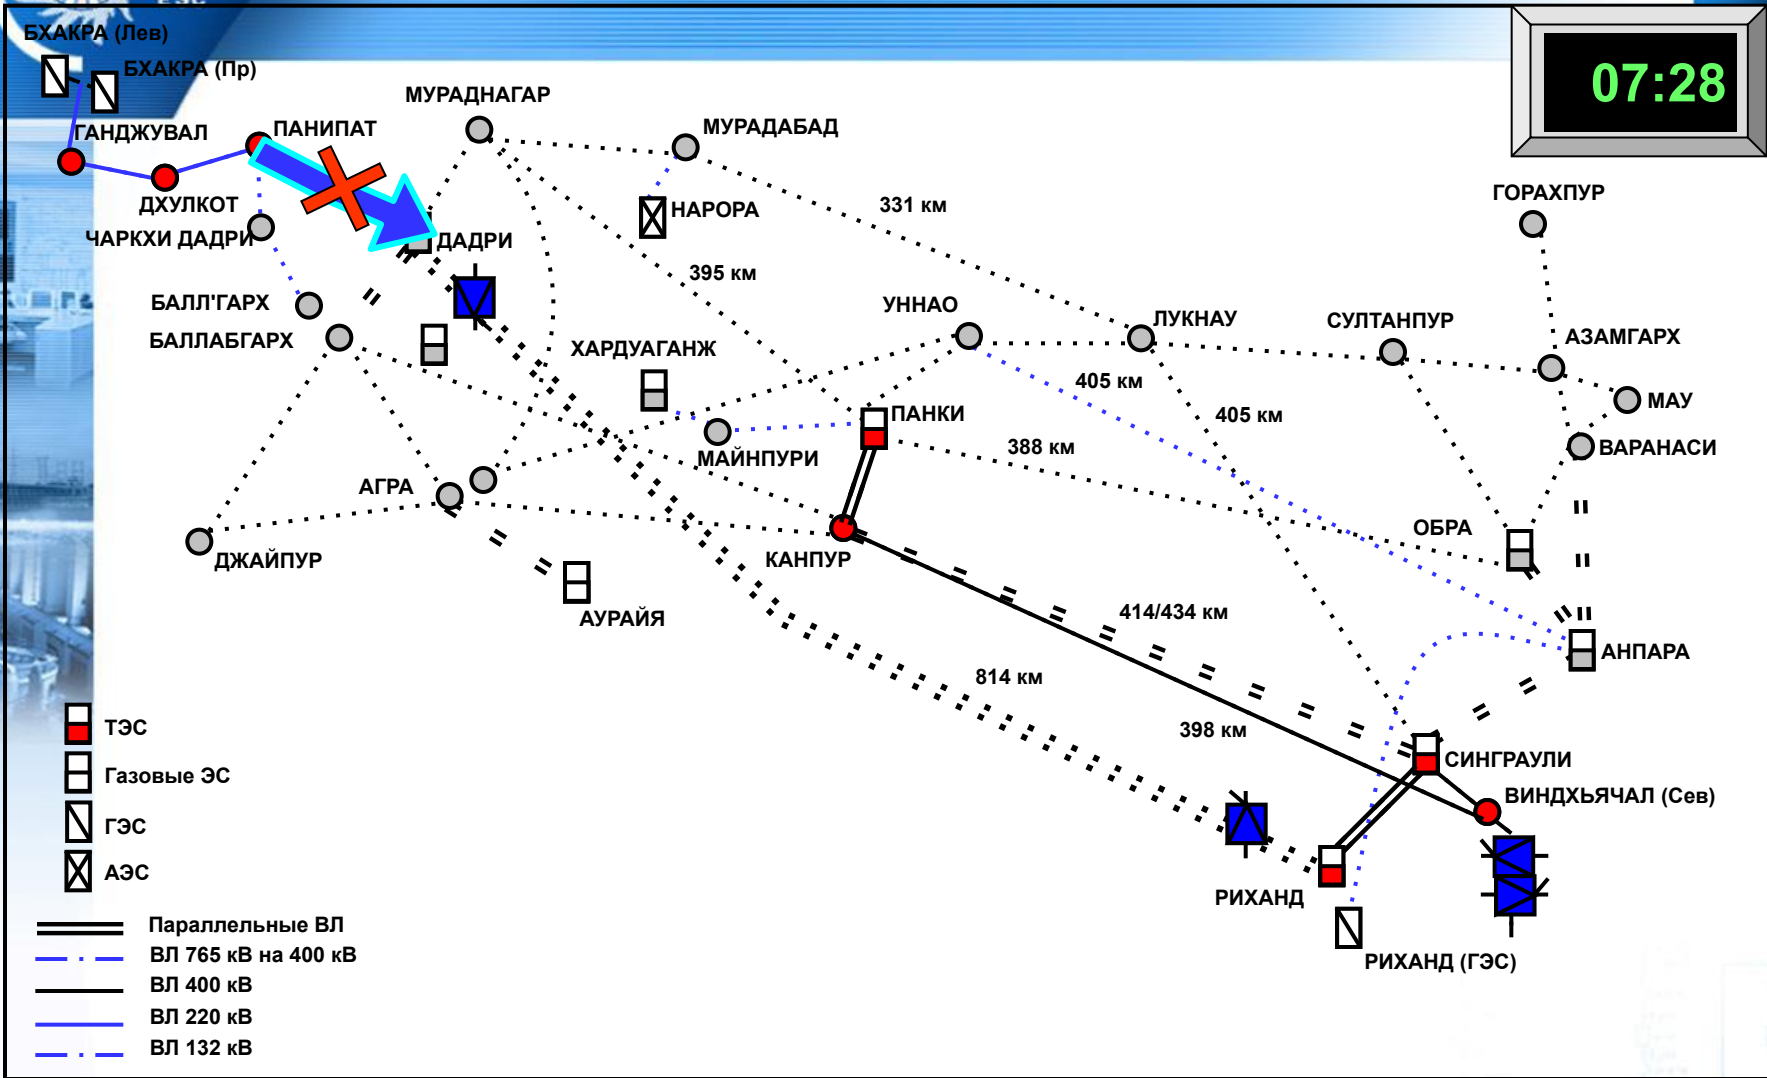 ЕЭС
БХАКРА (Лев)
БХАКРА (Пр)
07:28
МУРАДНАГАР
ГАНДЖУВАЛ
ПАНИПАТ
МУРАДАБАД
ДХУЛКОТ
НАРОРА
331 км
ГОРАХПУР
ЧАРКХИ ДАДРИ
ДАДРИ
395 км
БАЛЛ'ГАРХ
УННАО
ЛУКНАУ
СУЛТАНПУР
АЗАМГАРХ
БАЛЛАБГАРХ
ХАРДУАГАНЖ
405 км
МАУ
ПАНКИ
405 км
388 км
ВАРАНАСИ
МАЙНПУРИ
АГРА
ОБРА
ДЖАЙПУР
КАНПУР
АУРАЙЯ
414/434 км
АНПАРА
814 км
398 км
ТЭС
СИНГРАУЛИ
Газовые ЭС
ВИНДХЬЯЧАЛ (Сев)
ГЭС
АЭС
РИХАНД
РИХАНД (ГЭС)
Параллельные ВЛ
ВЛ 765 кВ на 400 кВ
ВЛ 400 кВ
ВЛ 220 кВ
ВЛ 132 кВ